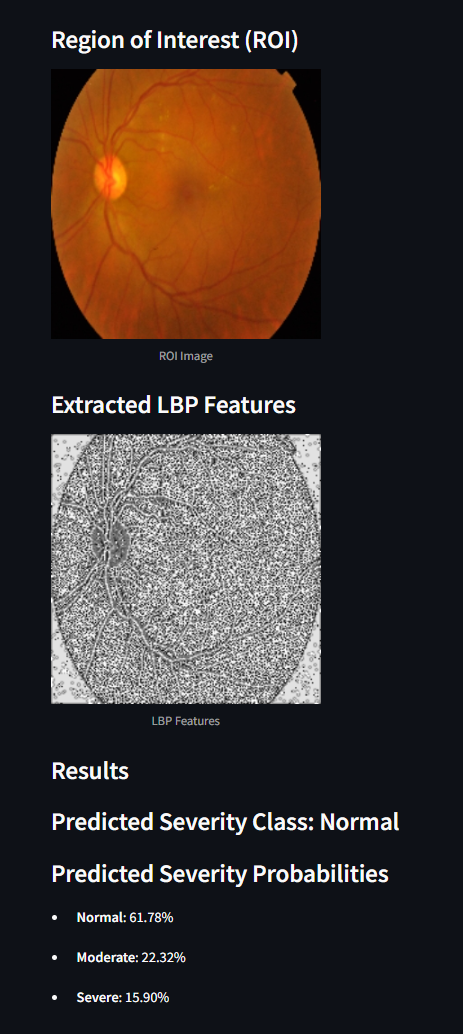 Region of Interest (ROI)
ROI Image
Extracted LBP Features
LBP Features
Results
Predicted Severity Class: Normal
Predicted Severity Probabilities
• Normal: 61.78%
• Moderate: 22.32%
• Severe: 15.90%